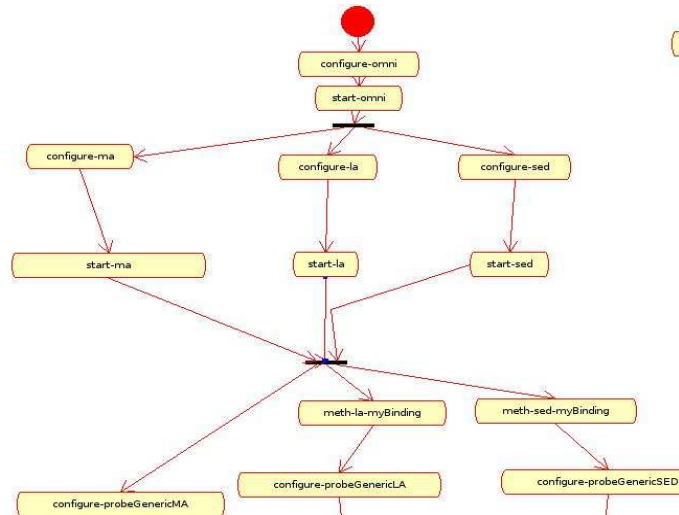 configure-omni
start-omni
configure-ma
configure-la
configure-sed
start-ma
start-la
start-sed
meth-la-myBinding
meth-sed-myBinding
configure-probeGenericLA
configure-probeGenericSED
configure-probeGenericMA